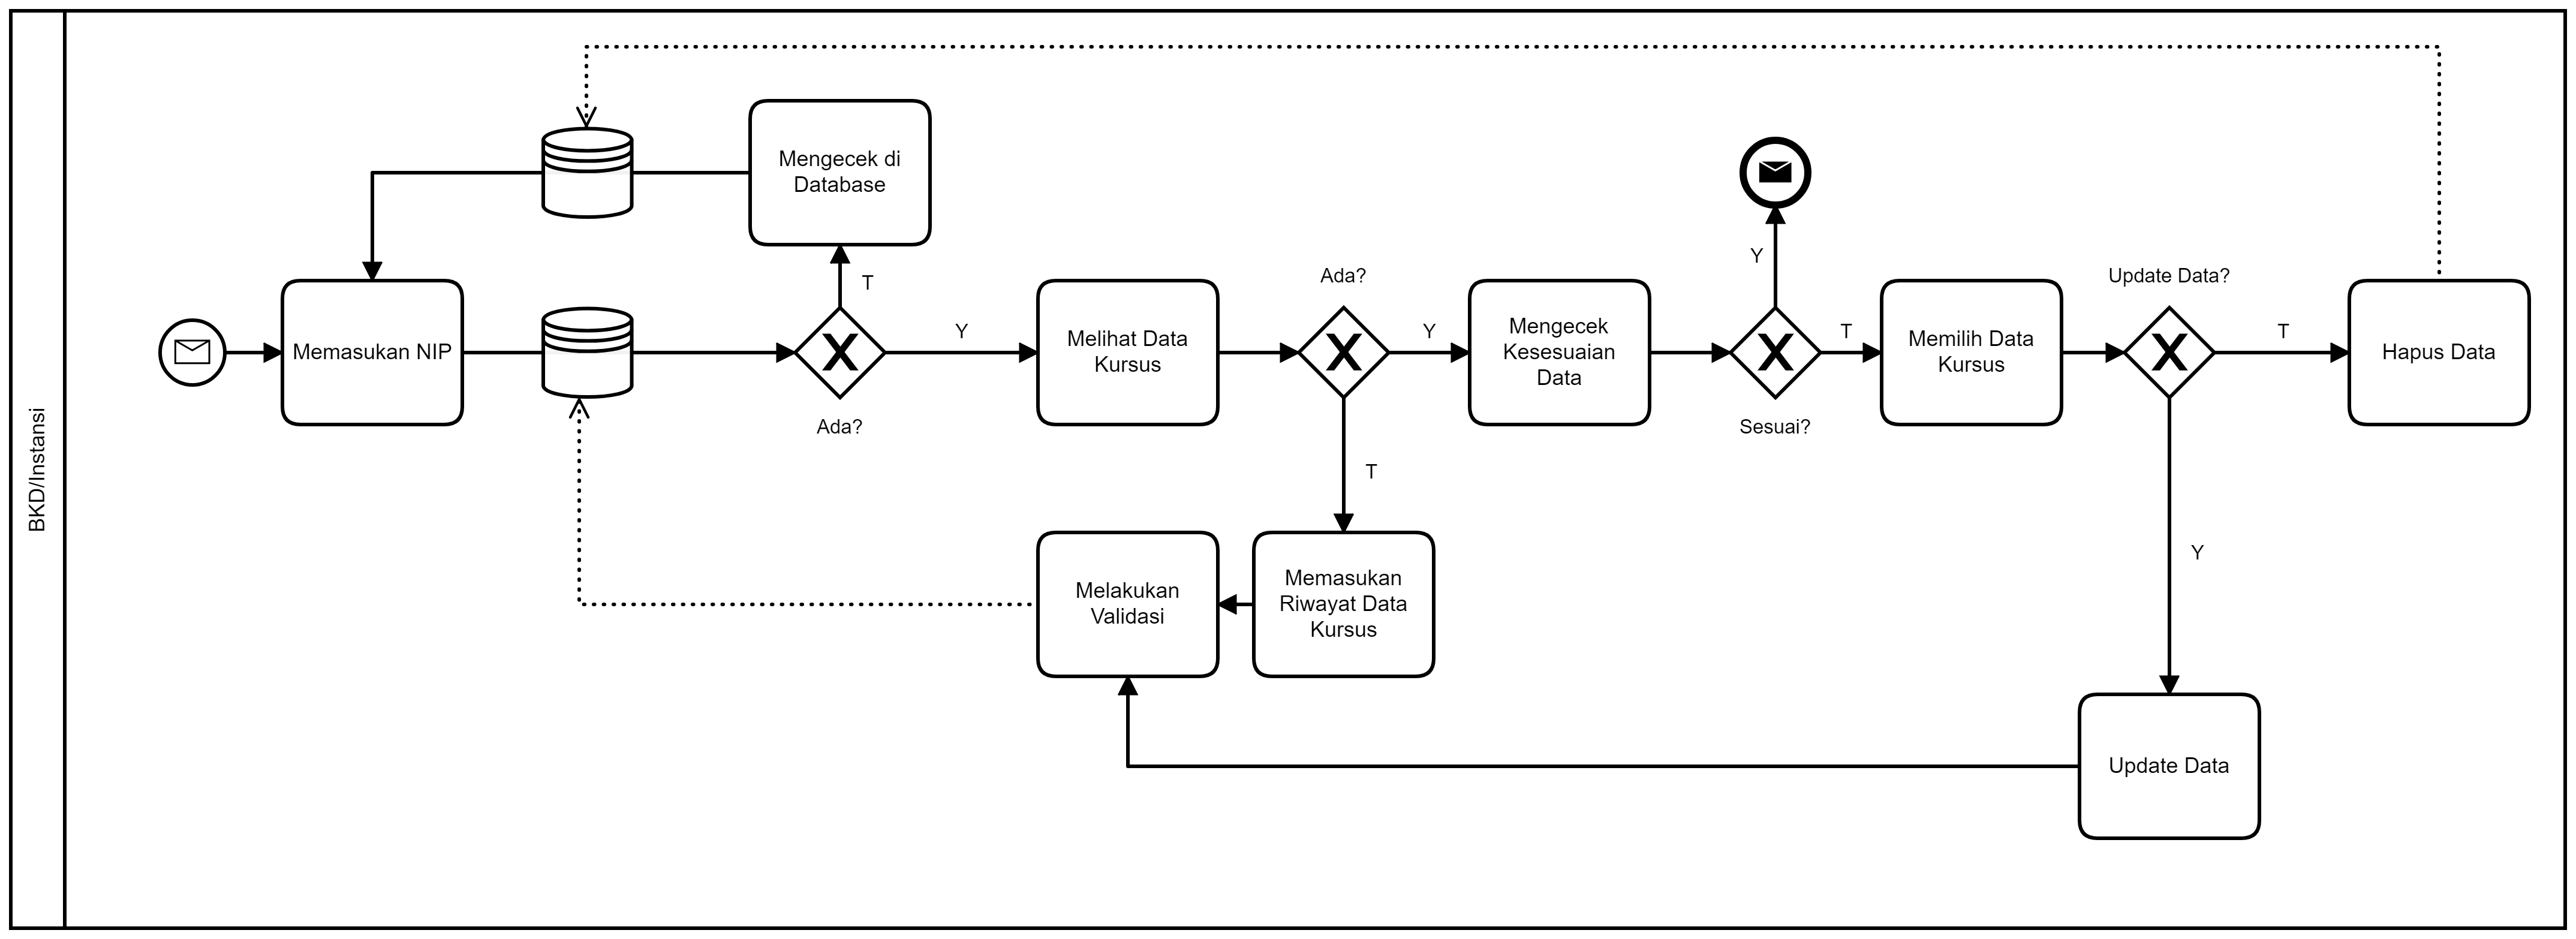 BKD/Instansi
Mengecek di
Database
T
Memasukan NIP
Ada?
Y
Melihat Data
Kursus
Ada?
Y
T
Mengecek
Kesesuaian
Data
Y
Sesuai?
T
Memilih Data
Kursus
Update Data?
T
Hapus Data
Y
Melakukan
Validasi
Memasukan
Riwayat Data
Kursus
Update Data